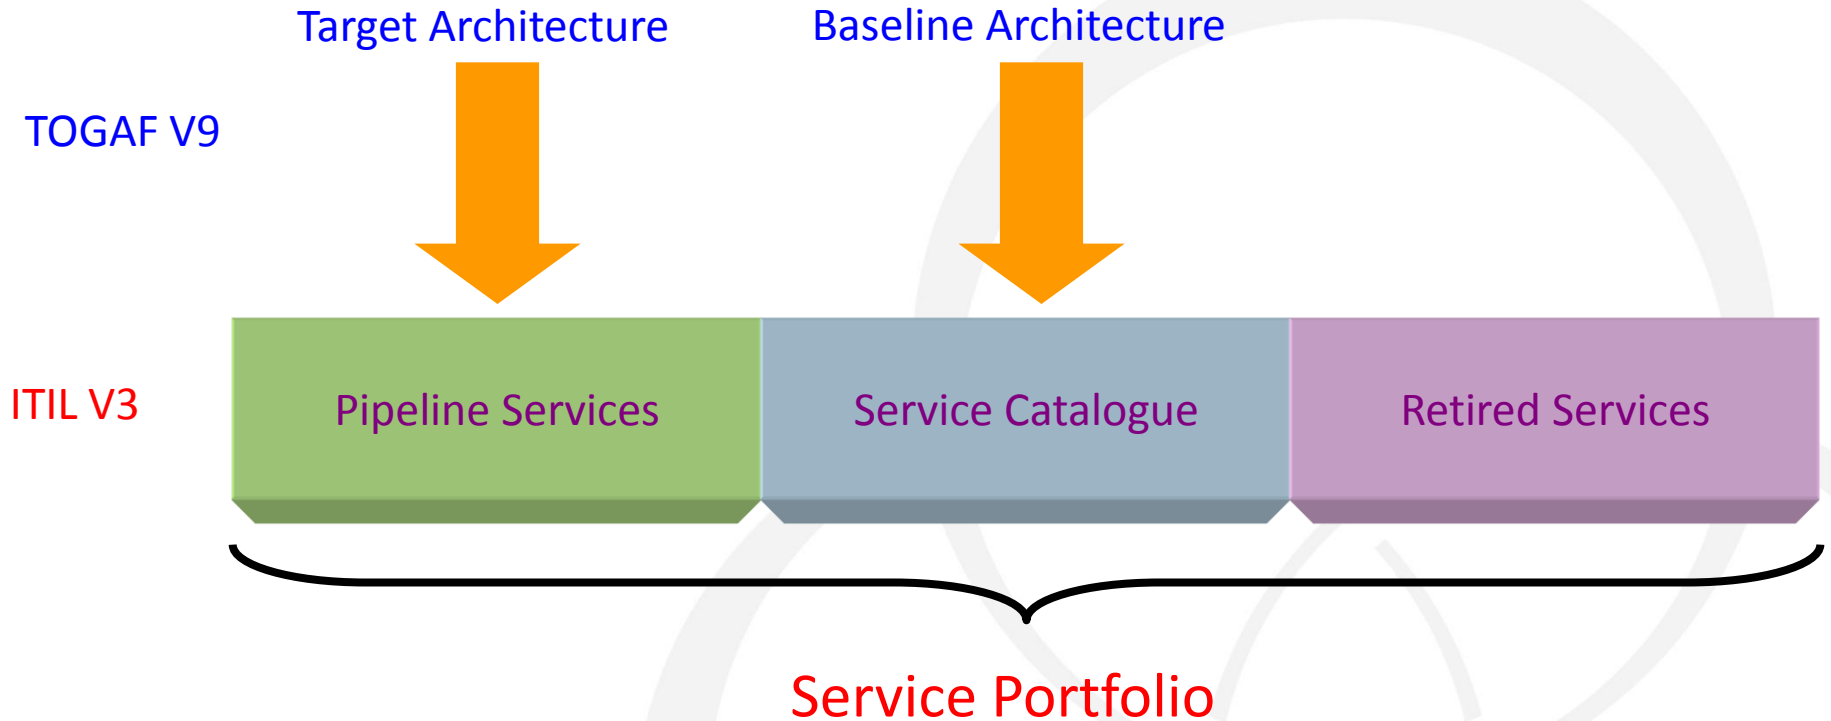 Target Architecture
Baseline Architecture
TOGAF V9
ITIL V3
Pipeline Services
Service Catalogue
Retired Services
Service Portfolio